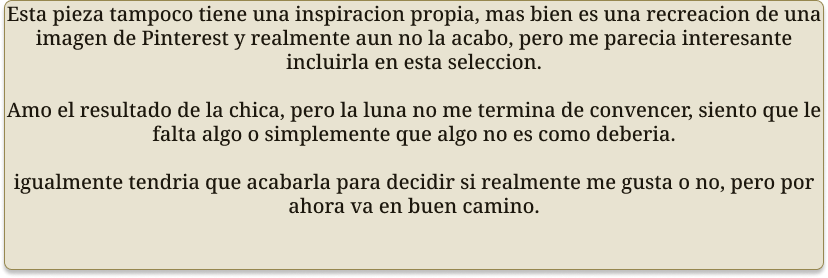 Esta pieza tampoco tiene una inspiracion propia, mas bien es una recreacion de una
imagen de Pinterest y realmente aun no la acabo, pero me parecia interesante
incluirla en esta seleccion.
Amo el resultado de la chica, pero la luna no me termina de convencer, siento que le
falta algo o simplemente que algo no es como deberia.
igualmente tendria que acabarla para decidir si realmente me gusta o no, pero por
ahora va en buen camino.